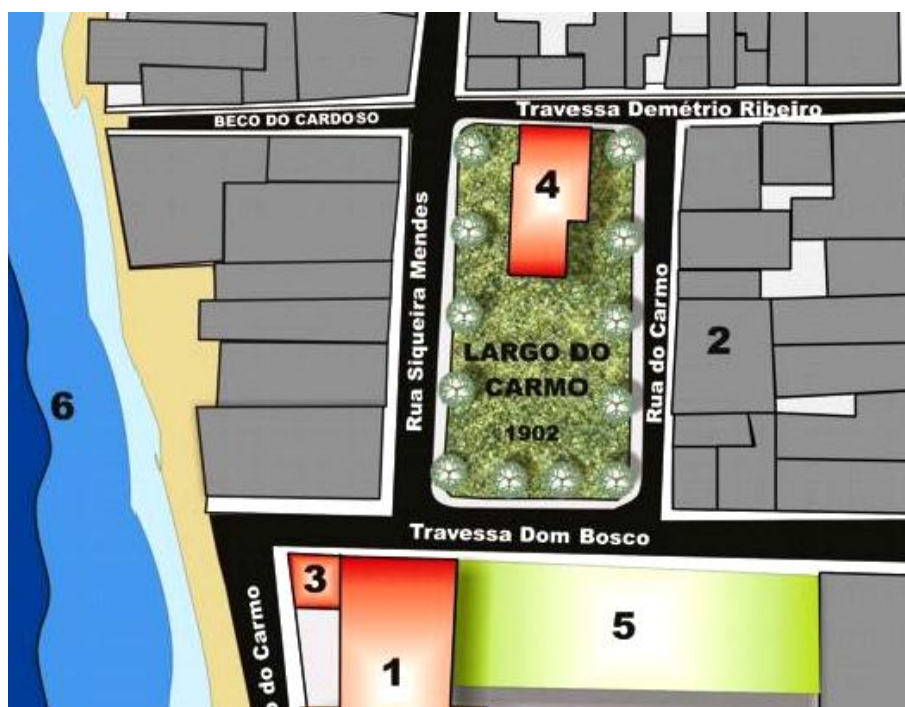 Travessa Demétrio Ribeiro
BECO DO CARDOSO
4
Rua Siqueira Mendes
Rua do Carmo
2
LARGO DO
CARMO
1902
6
Travessa Dom Bosco
3
5
1
o do Carmo